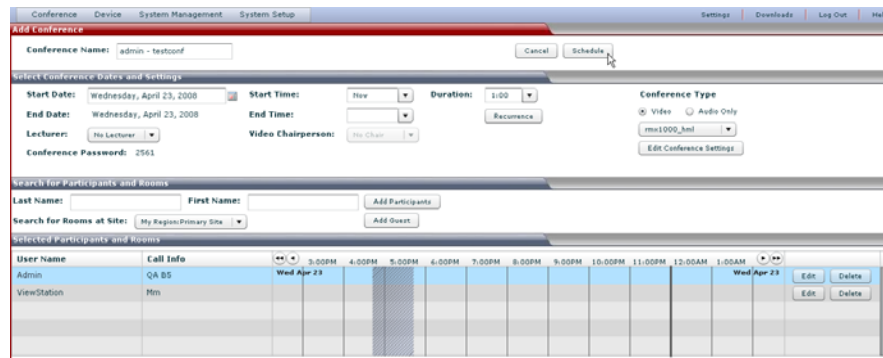 Conference Device System Management System Setup Settings Downloads Log Out Hel
Add Conference
Conference Name: admin - testconf Cancel Schedule
Select Conference Dates and Settings
Start Date: Wednesday, April 23, 2008 Start Time: Now Duration: 1:00 Conference Type
End Date: Wednesday, April 23, 2008 End Time: Recurrence Video Audio Only
Lecturer: No Lecturer Video Chairperson: No Chair rmx1000_hml
Conference Password: 2561 Edit Conference Settings
Search for Participants and Rooms
Last Name: First Name: Add Participants
Search for Rooms at Site: My Region:Primary Site Add Guest
Selected Participants and Rooms
User Name Call Info 3:00PM 4:00PM 5:00PM 6:00PM 7:00PM 8:00PM 9:00PM 10:00PM 11:00PM 12:00AM 1:00AM
Admin QA BS Wed Apr 23 Wed Apr 23 Edit Delete
ViewStation Mm Edit Delete